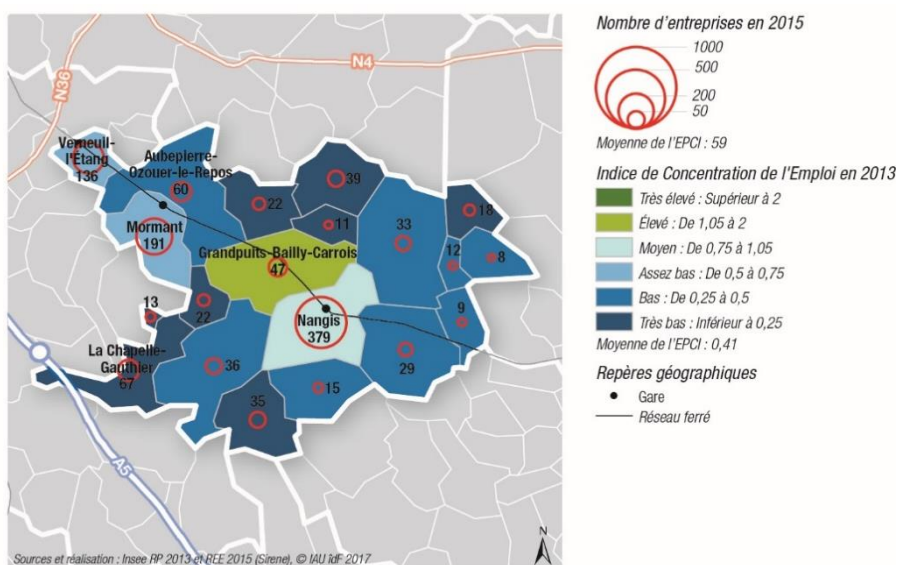 N4
N36
Verneuil-
l'Étang
136
Aubepierre-
Ozouer-le-Repos
60
22
39
11
33
18
12
8
9
Mormant
191
Grandpuits-Bailly-Carrois
47
13
22
Nangis
379
La Chapelle-
Gauthier
67
36
29
15
35
A5
N
Sources et réalisation : Insee RP 2013 et REE 2015 (Sirene), © IAU îdF 2017
Nombre d'entreprises en 2015
1000
500
200
50
Moyenne de l'EPCI : 59
Indice de Concentration de l'Emploi en 2013
Très élevé : Supérieur à 2
Élevé : De 1,05 à 2
Moyen : De 0,75 à 1,05
Assez bas : De 0,5 à 0,75
Bas : De 0,25 à 0,5
Très bas : Inférieur à 0,25
Moyenne de l'EPCI : 0,41
Repères géographiques
Gare
Réseau ferré